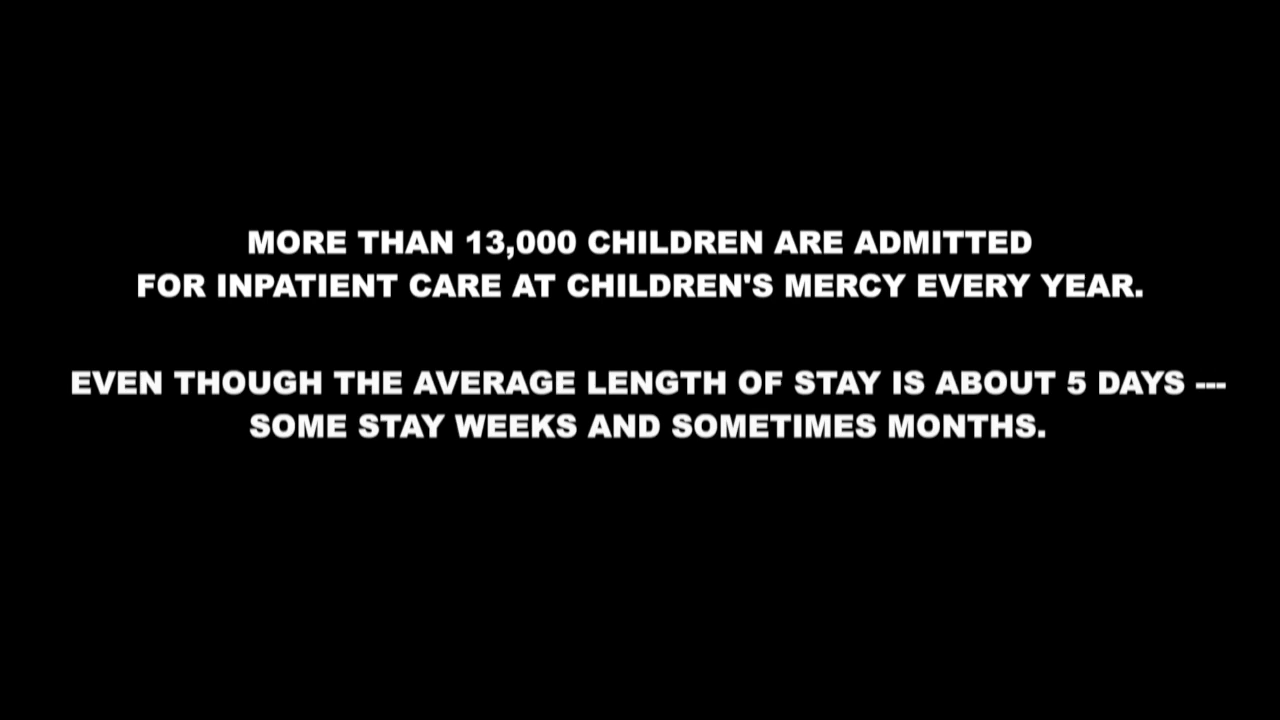 MORE THAN 13,000 CHILDREN ARE ADMITTED
FOR INPATIENT CARE AT CHILDREN'S MERCY EVERY YEAR.
EVEN THOUGH THE AVERAGE LENGTH OF STAY IS ABOUT 5 DAYS ---
SOME STAY WEEKS AND SOMETIMES MONTHS.